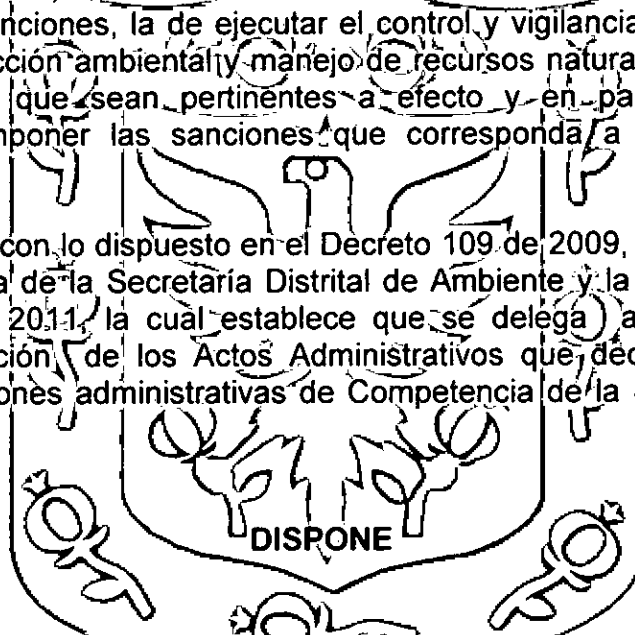 nciones, la de ejecutar el control y vigilancia
cción ambiental y manejo de recursos natura
que sean pertinentes a efecto y en pa
mponer las sanciones que corresponda a
con lo dispuesto en el Decreto 109 de 2009,
a de la Secretaría Distrital de Ambiente y la
2011, la cual establece que se delega a
ción de los Actos Administrativos que dec
ones administrativas de Competencia de la
DISPONE